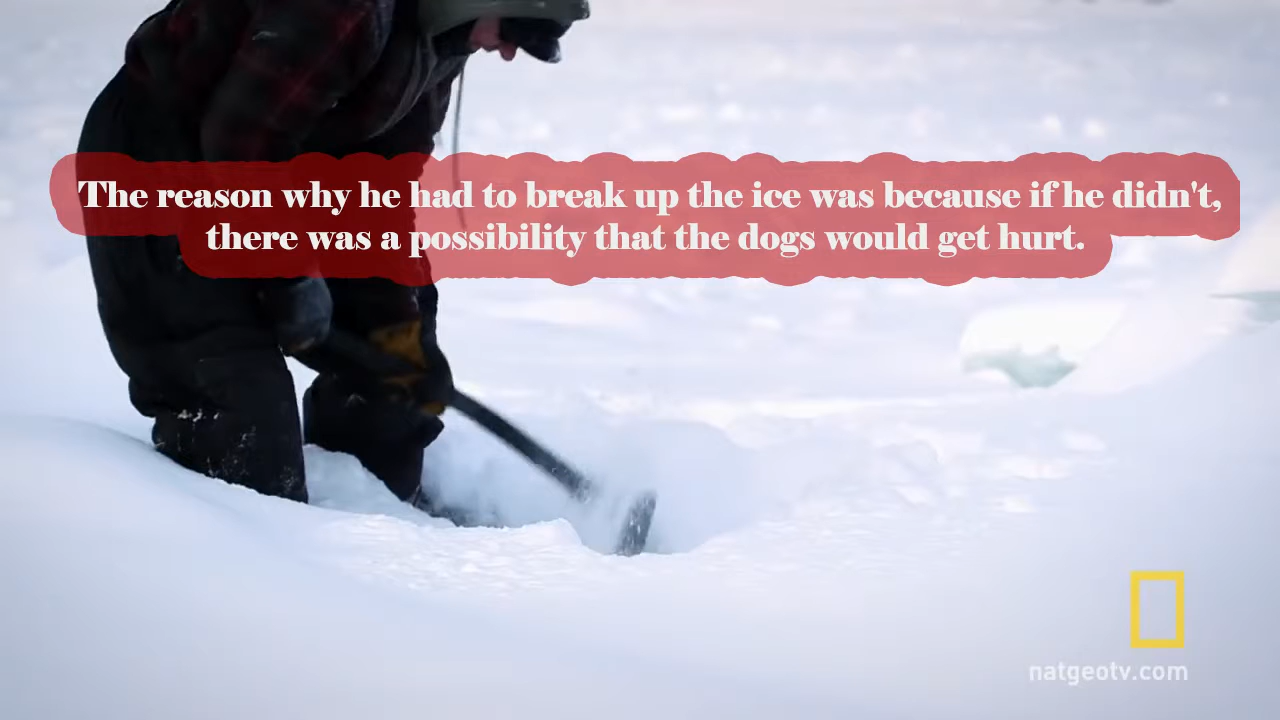 The reason why he had to break up the ice was because if he didn't,
there was a possibility that the dogs would get hurt.
natgeotv.com